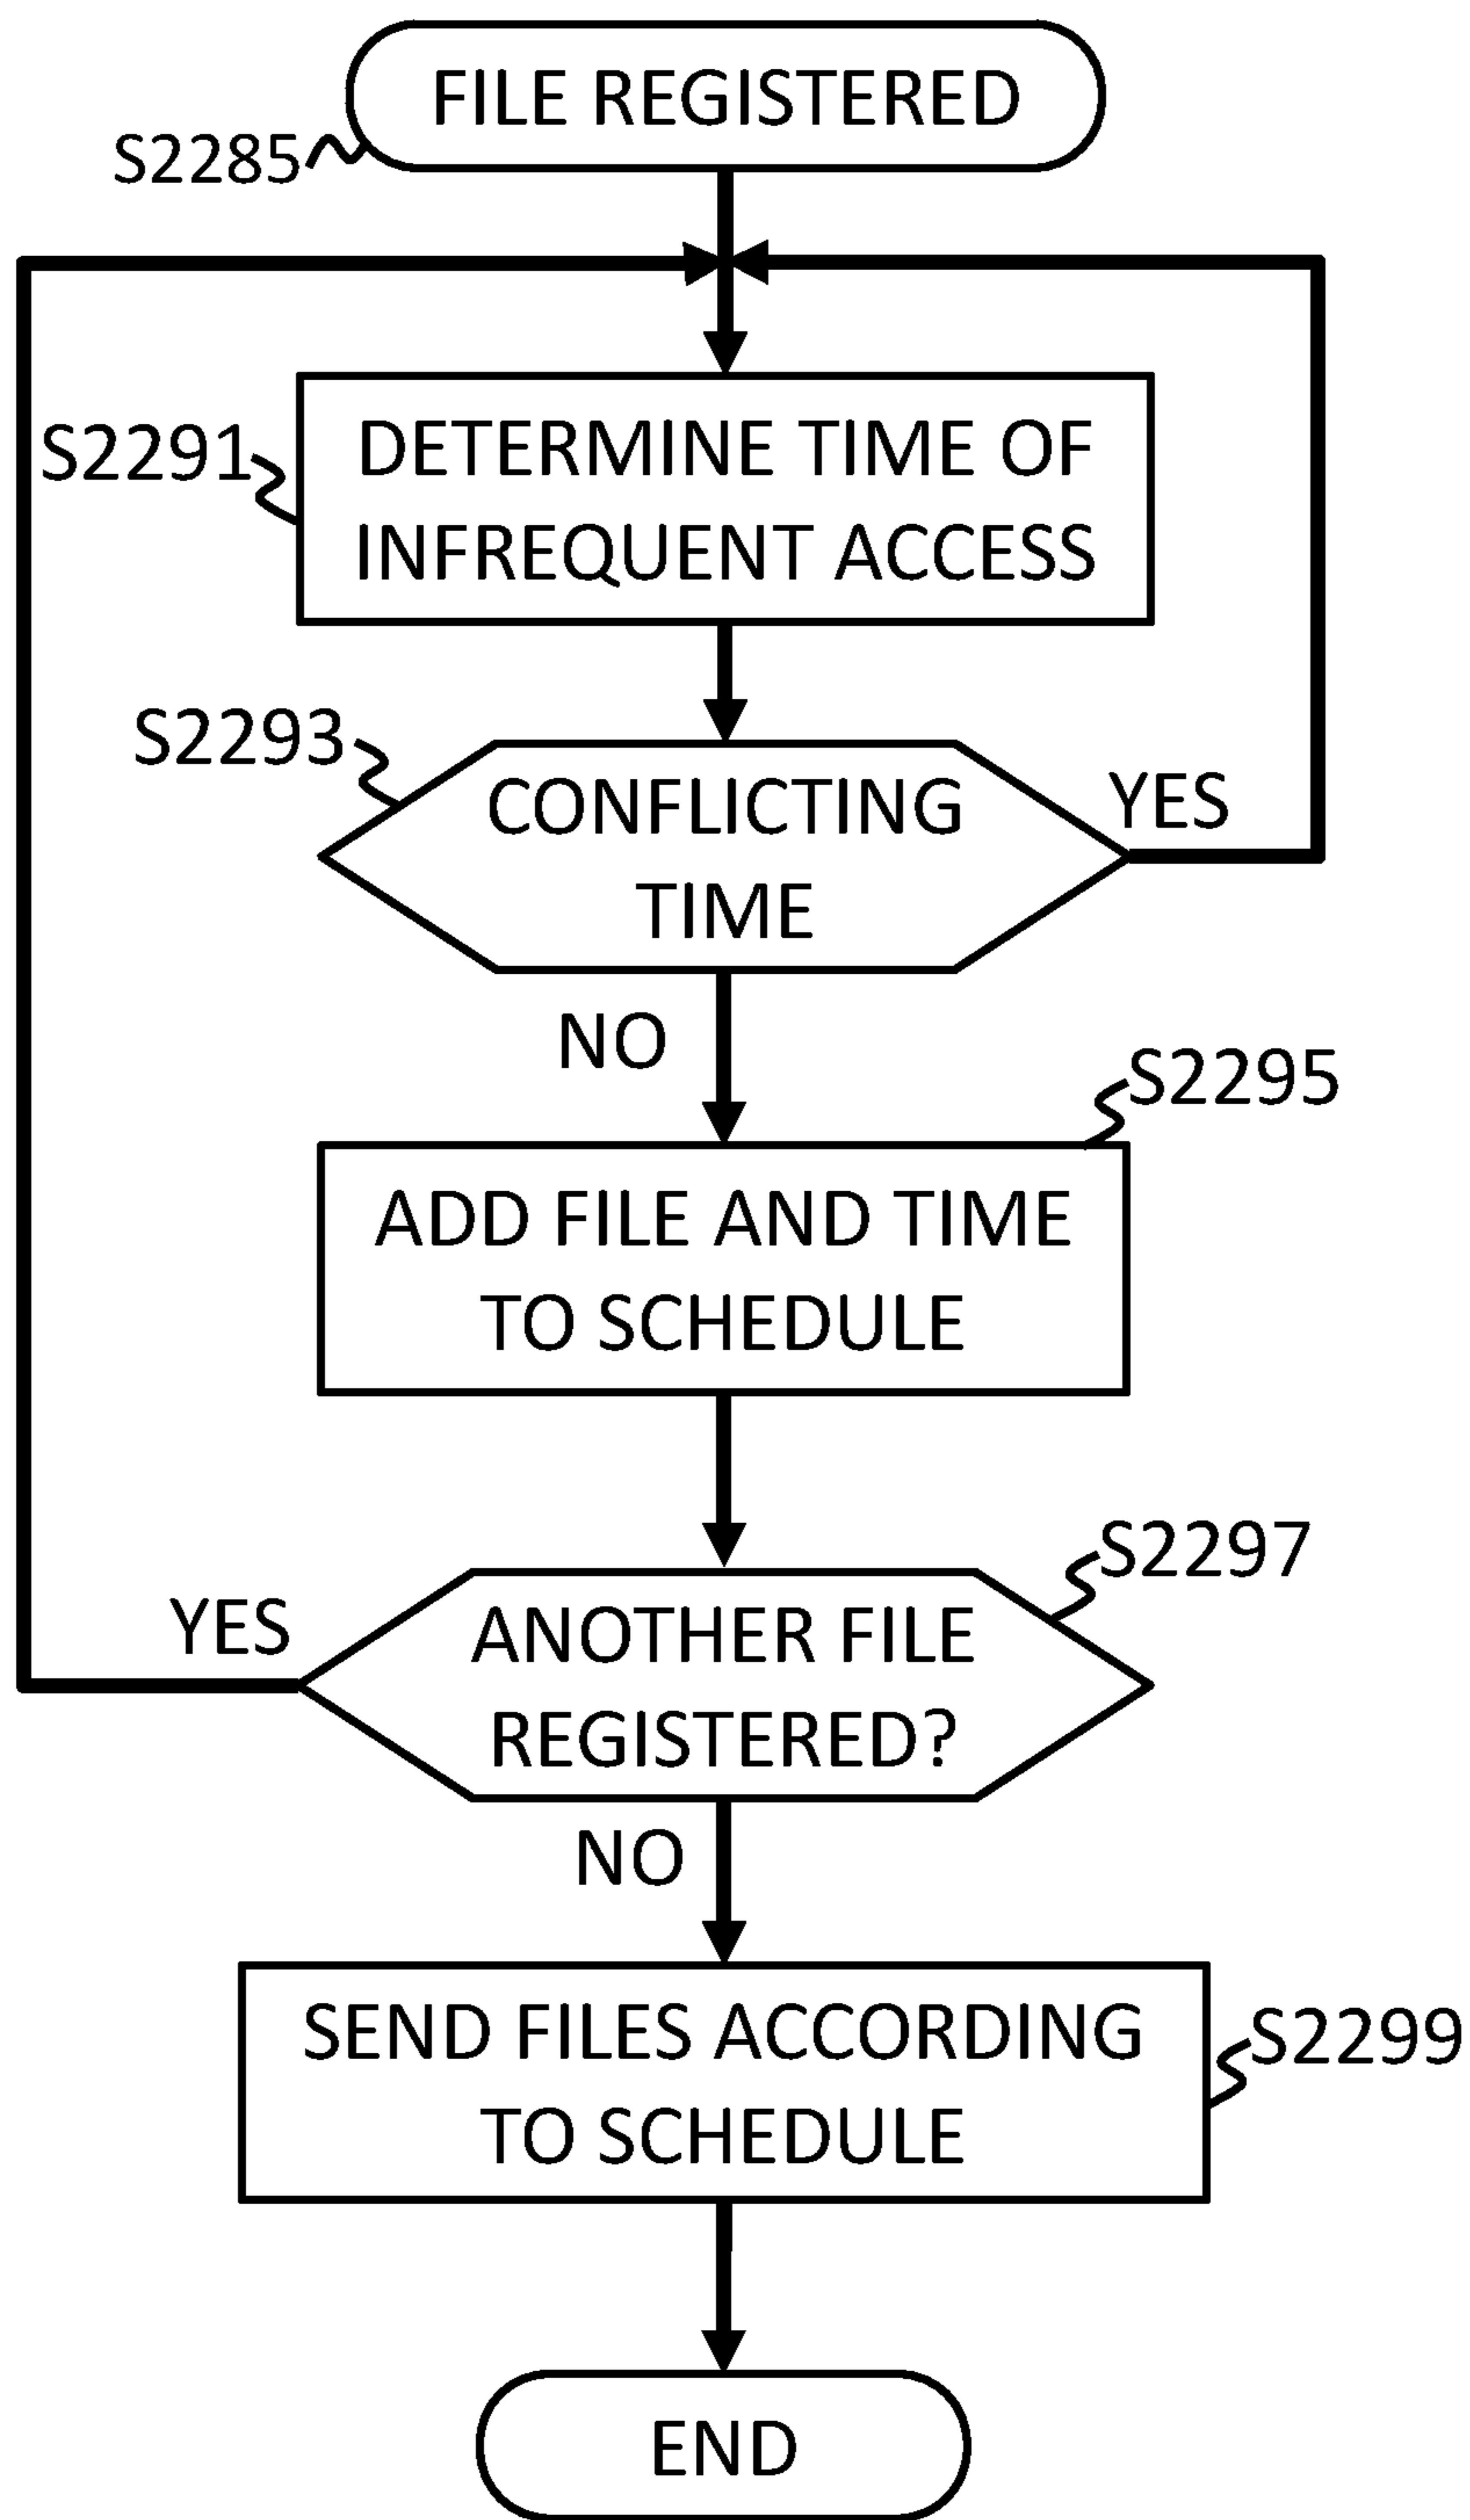 FILE REGISTERED
S2285
S2291
DETERMINE TIME OF
INFREQUENT ACCESS
S2293
CONFLICTING
TIME
YES
NO
S2295
ADD FILE AND TIME
TO SCHEDULE
S2297
YES
ANOTHER FILE
REGISTERED?
NO
SEND FILES ACCORDING
TO SCHEDULE
S2299
END